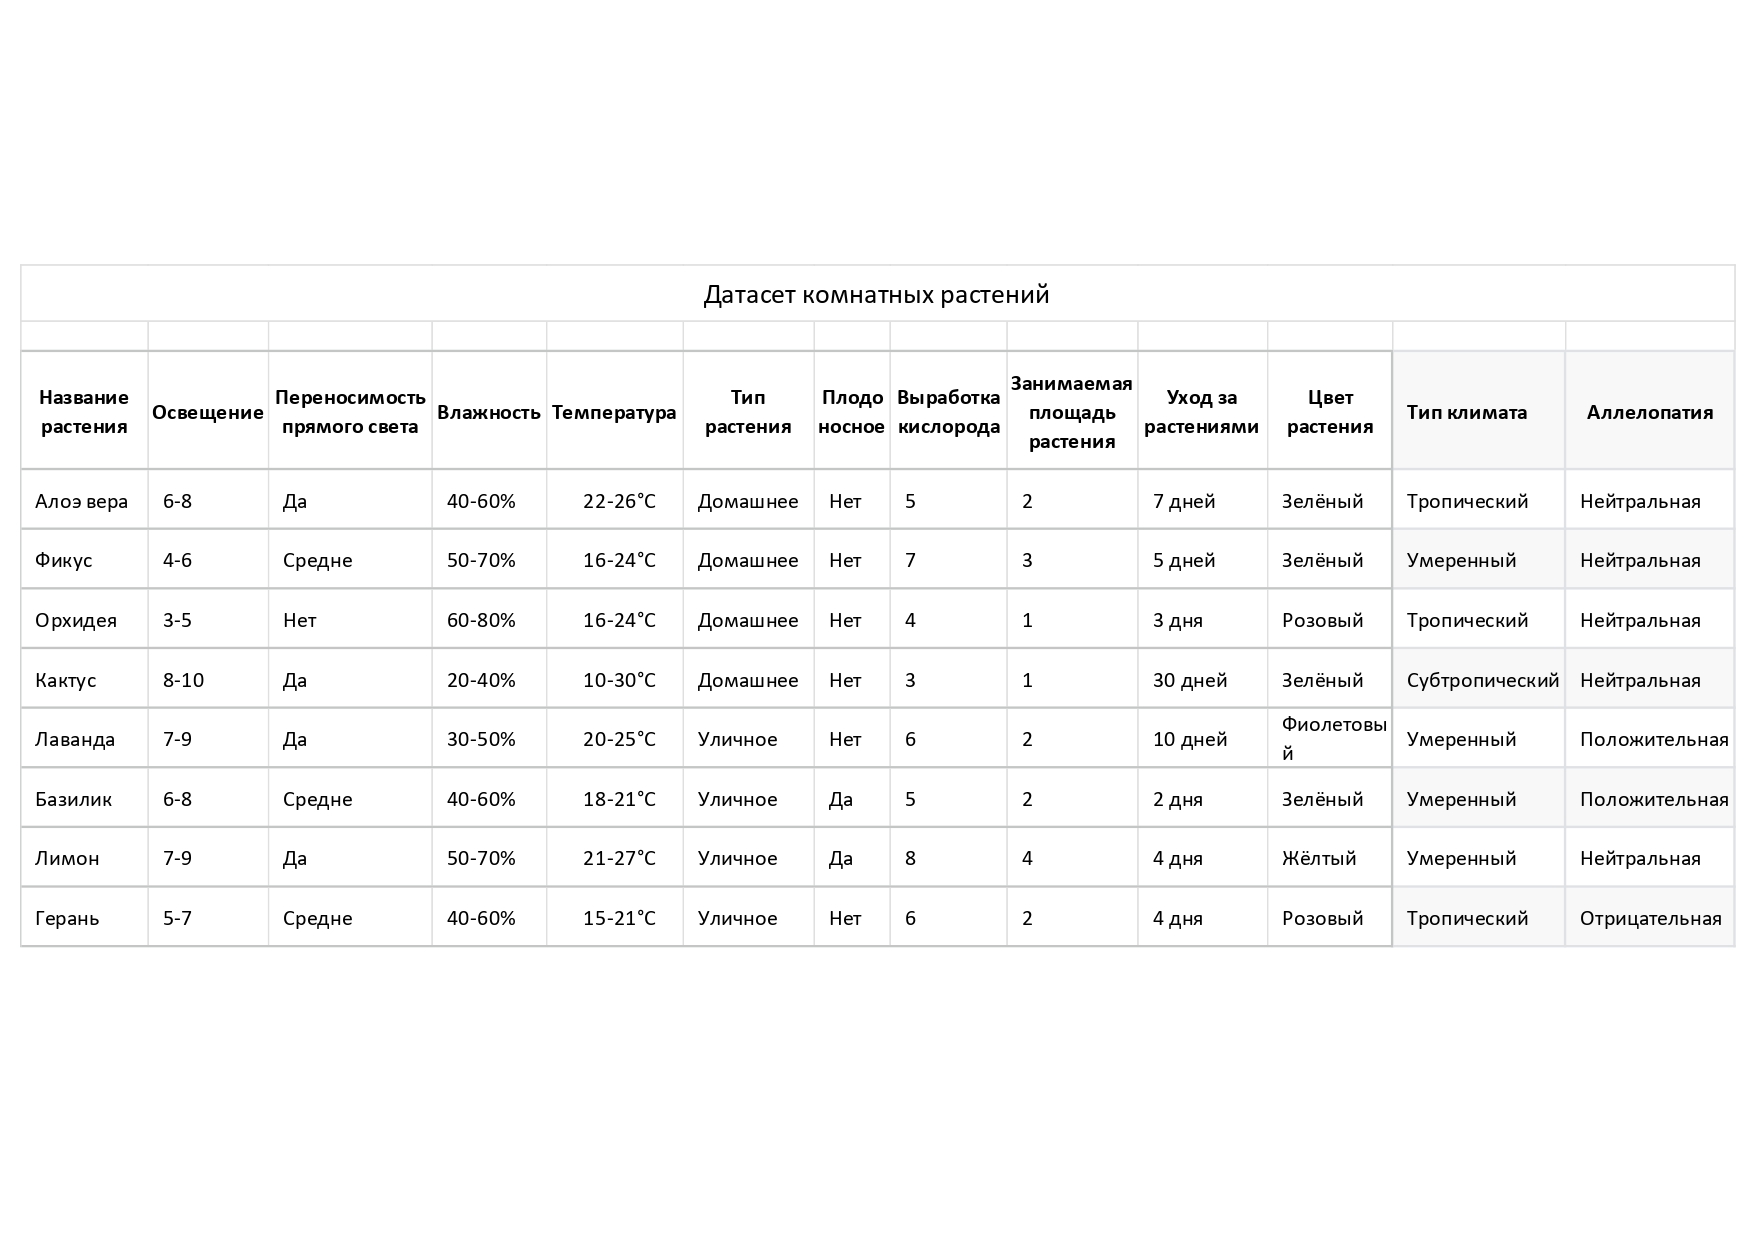 Датасет комнатных растений
Название растения Освещение Переносимость прямого света Влажность Температура Тип растения Плодо носное Выработка кислорода Занимаемая площадь растения Уход за растениями Цвет растения Тип климата Аллелопатия
Алоэ вера 6-8 Да 40-60% 22-26°C Домашнее Нет 5 2 7 дней Зелёный Тропический Нейтральная
Фикус 4-6 Средне 50-70% 16-24°C Домашнее Нет 7 3 5 дней Зелёный Умеренный Нейтральная
Орхидея 3-5 Нет 60-80% 16-24°C Домашнее Нет 4 1 3 дня Розовый Тропический Нейтральная
Кактус 8-10 Да 20-40% 10-30°C Домашнее Нет 3 1 30 дней Зелёный Субтропический Нейтральная
Лаванда 7-9 Да 30-50% 20-25°C Уличное Нет 6 2 10 дней Фиолетовы й Умеренный Положительная
Базилик 6-8 Средне 40-60% 18-21°C Уличное Да 5 2 2 дня Зелёный Умеренный Положительная
Лимон 7-9 Да 50-70% 21-27°C Уличное Да 8 4 4 дня Жёлтый Умеренный Нейтральная
Герань 5-7 Средне 40-60% 15-21°C Уличное Нет 6 2 4 дня Розовый Тропический Отрицательная